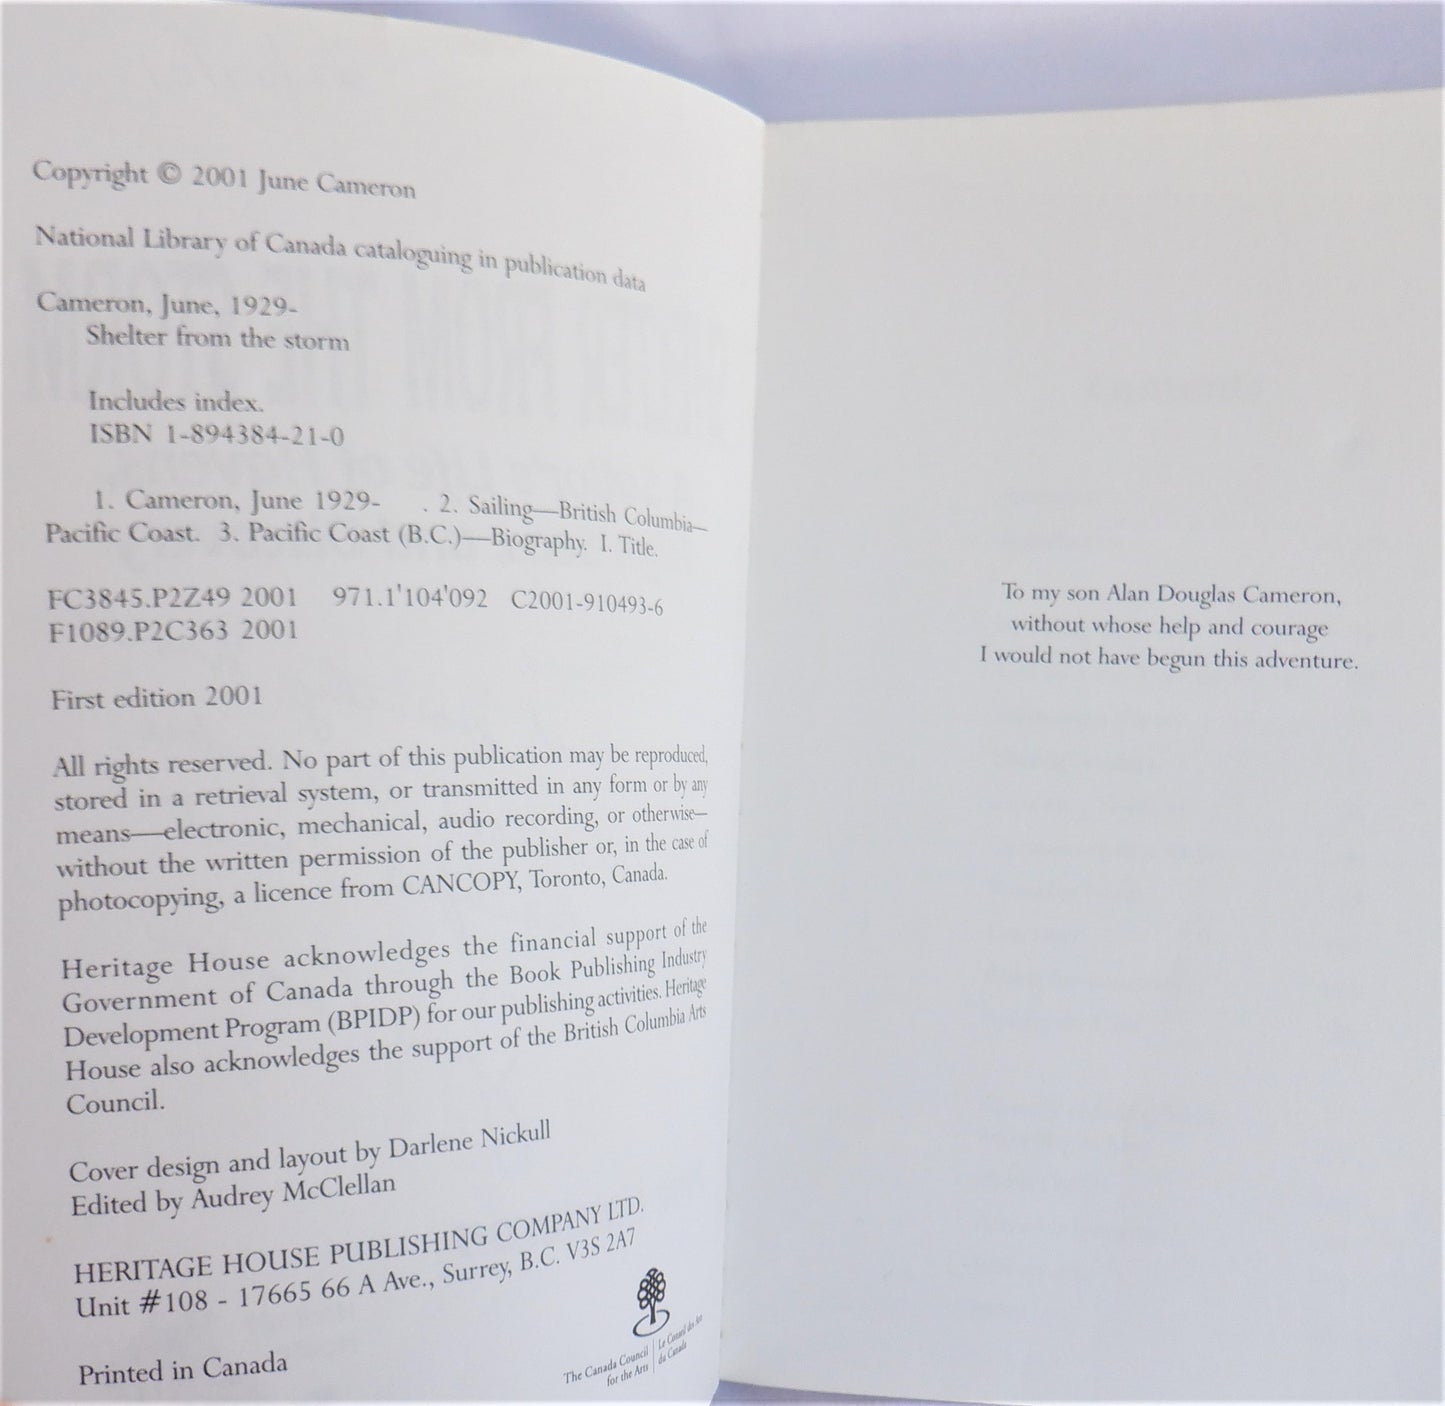 Copyright © 2001 June Cameron
National Library of Canada cataloguing in publication data
Cameron, June, 1929-
Shelter from the storm
Includes index.
ISBN 1-894384-21-0
1. Cameron, June 1929-    . 2. Sailing—British Columbia—
Pacific Coast. 3. Pacific Coast (B.C.)—Biography. I. Title.
FC3845.P2Z49 2001 971.1'104'092 C2001-910493-6
F1089.P2C363 2001
First edition 2001
All rights reserved. No part of this publication may be reproduced,
stored in a retrieval system, or transmitted in any form or by any
means—electronic, mechanical, audio recording, or otherwise—
without the written permission of the publisher or, in the case of
photocopying, a licence from CANCOPY, Toronto, Canada.
Heritage House acknowledges the financial support of the
Government of Canada through the Book Publishing Industry
Development Program (BPIDP) for our publishing activities. Heritage
House also acknowledges the support of the British Columbia Arts
Council.
Cover design and layout by Darlene Nickull
Edited by Audrey McClellan
HERITAGE HOUSE PUBLISHING COMPANY LTD.
Unit #108 - 17665 66 A Ave., Surrey, B.C. V3S 2A7
Printed in Canada
The Canada Council
for the Arts
Le Conseil des Arts
du Canada
To my son Alan Douglas Cameron,
without whose help and courage
I would not have begun this adventure.